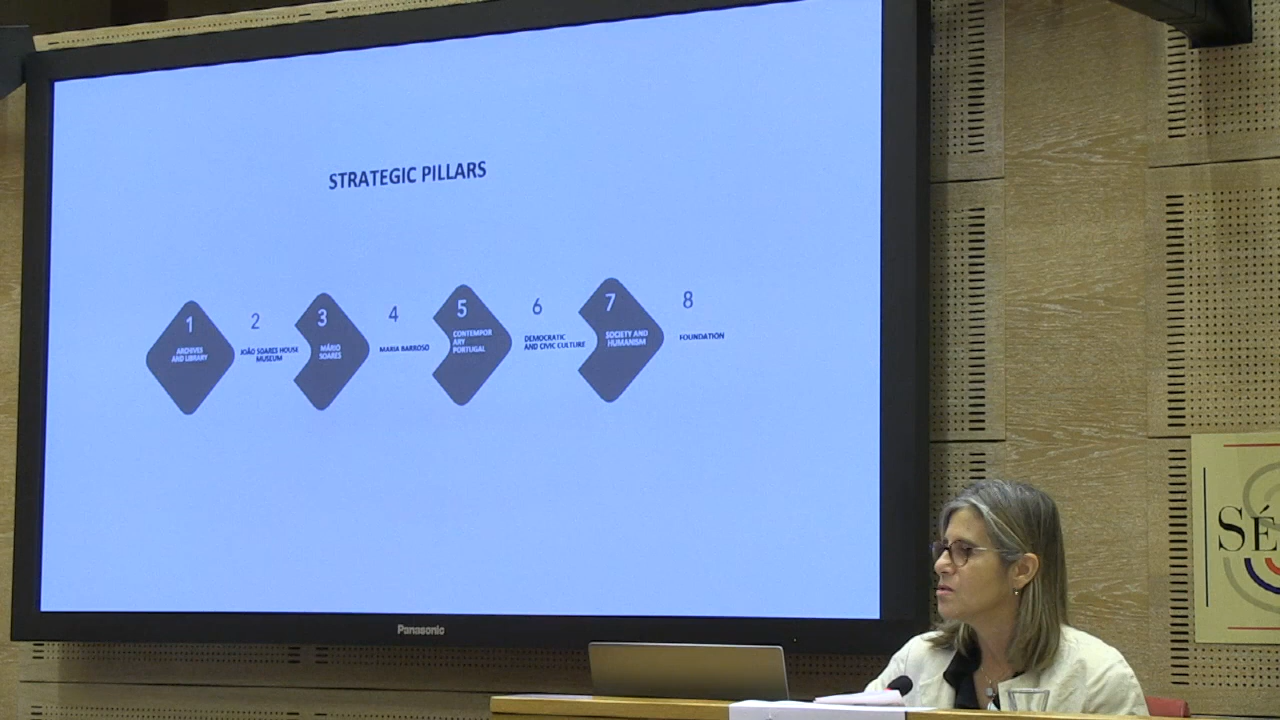 STRATEGIC PILLARS
1
ARCHIVES
AND LIBRARY
2
JOÃO SOARES HOUSE
MUSEUM
3
MÁRIO
SOARES
4
MARIA BARROSO
5
CONTEMPOR
ARY
PORTUGAL
6
DEMOCRATIC
AND CIVIC CULTURE
7
SOCIETY AND
HUMANISM
8
FOUNDATION
Panasonic
SÉ